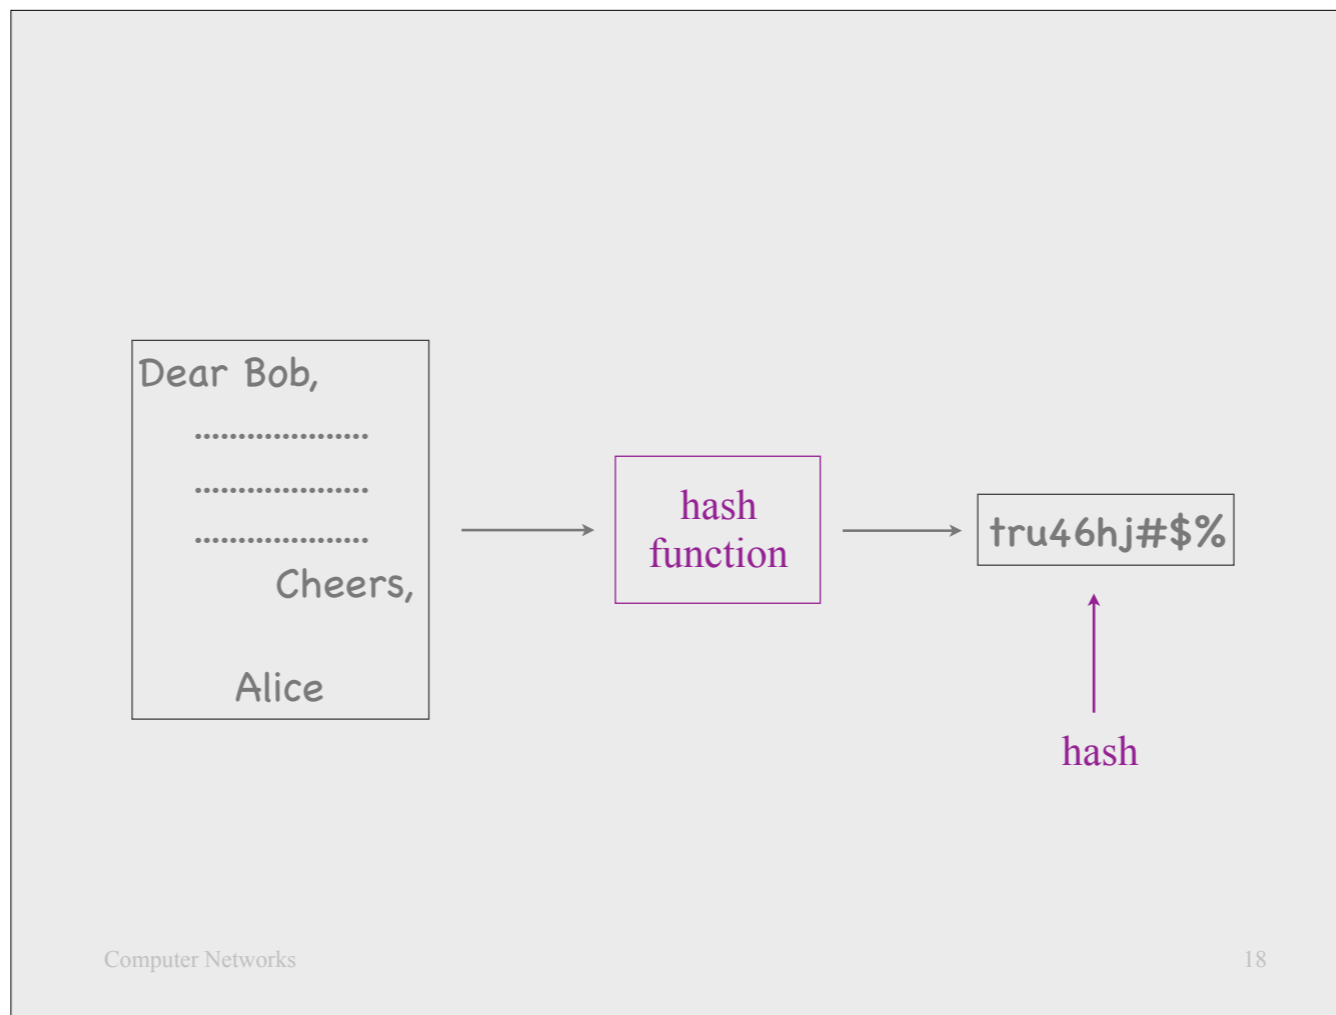 Dear Bob,
....................
....................
....................
Cheers,
Alice
hash
function
tru46hj#$%
hash
Computer Networks
18